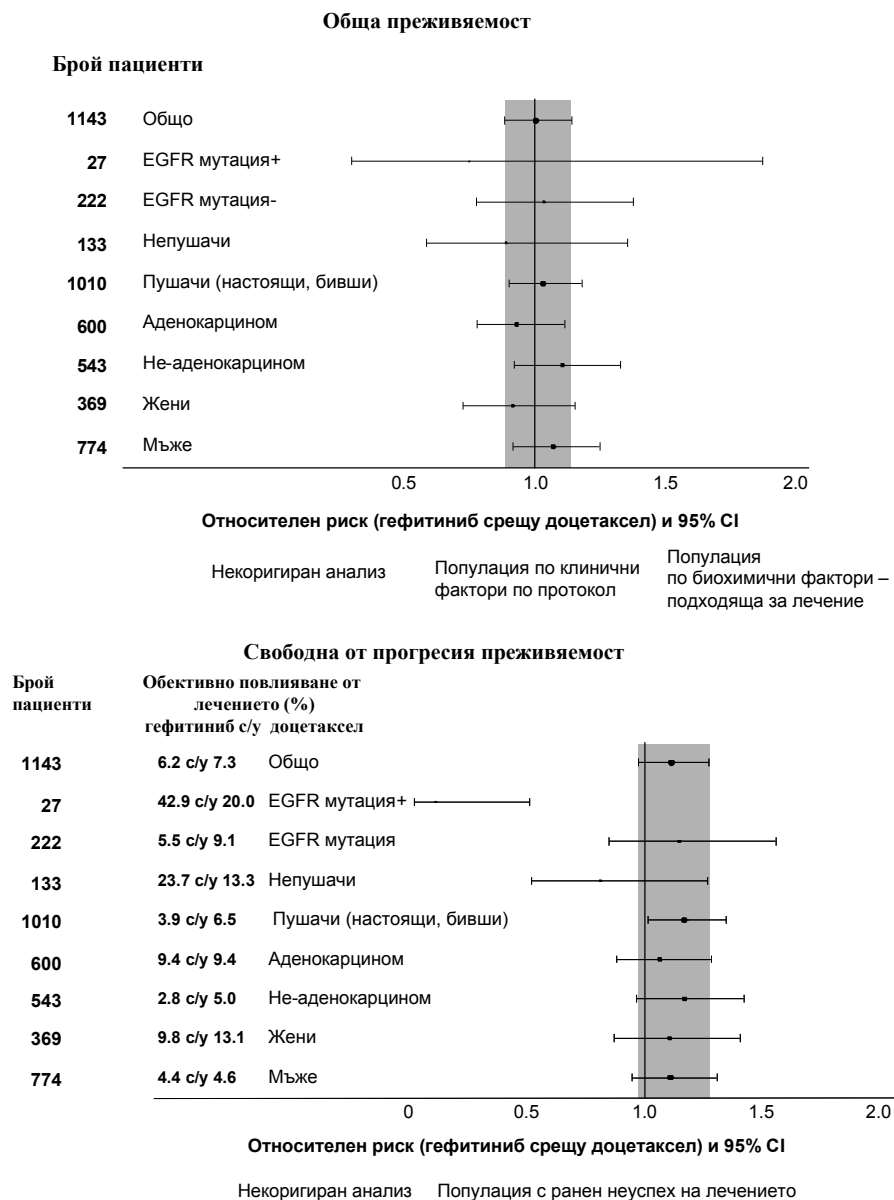 Обща преживяемост
Брой пациенти
1143 Общо
27 EGFR мутация+
222 EGFR мутация-
133 Непушачи
1010 Пушачи (настоящи, бивши)
600 Аденокарцином
543 Не-аденокарцином
369 Жени
774 Мъже
0.5 1.0 1.5 2.0
Относителен риск (гефитиниб срещу доцетаксел) и 95% CI
Некоригиран анализ
Популация по клинични
фактори по протокол
Популация
по биохимични фактори –
подходяща за лечение
Свободна от прогресия преживяемост
Брой
пациенти
Обективно повлияване от
лечението (%)
гефитиниб с/у доцетаксел
1143 6.2 с/у 7.3 Общо
27 42.9 с/у 20.0 EGFR мутация+
222 5.5 с/у 9.1 EGFR мутация
133 23.7 с/у 13.3 Непушачи
1010 3.9 с/у 6.5 Пушачи (настоящи, бивши)
600 9.4 с/у 9.4 Аденокарцином
543 2.8 с/у 5.0 Не-аденокарцином
369 9.8 с/у 13.1 Жени
774 4.4 с/у 4.6 Мъже
0 0.5 1.0 1.5 2.0
Относителен риск (гефитиниб срещу доцетаксел) и 95% CI
Некоригиран анализ Популация с ранен неуспех на лечението